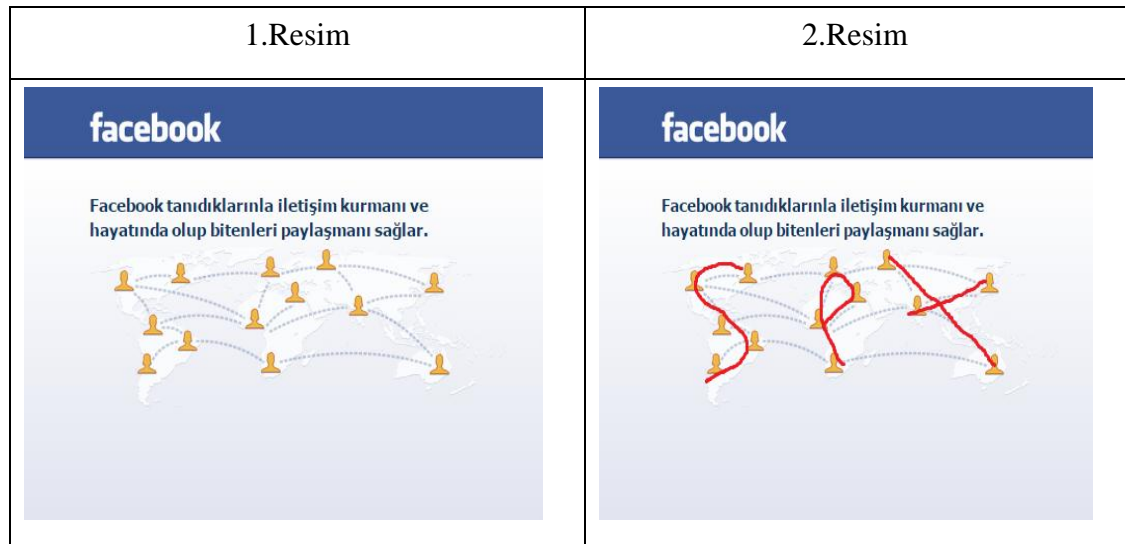 1.Resim
2.Resim
facebook
Facebook tanıdıklarınla iletişim kurmanı ve
hayatında olup bitenleri paylaşmanı sağlar.
facebook
Facebook tanıdıklarınla iletişim kurmanı ve
hayatında olup bitenleri paylaşmanı sağlar.